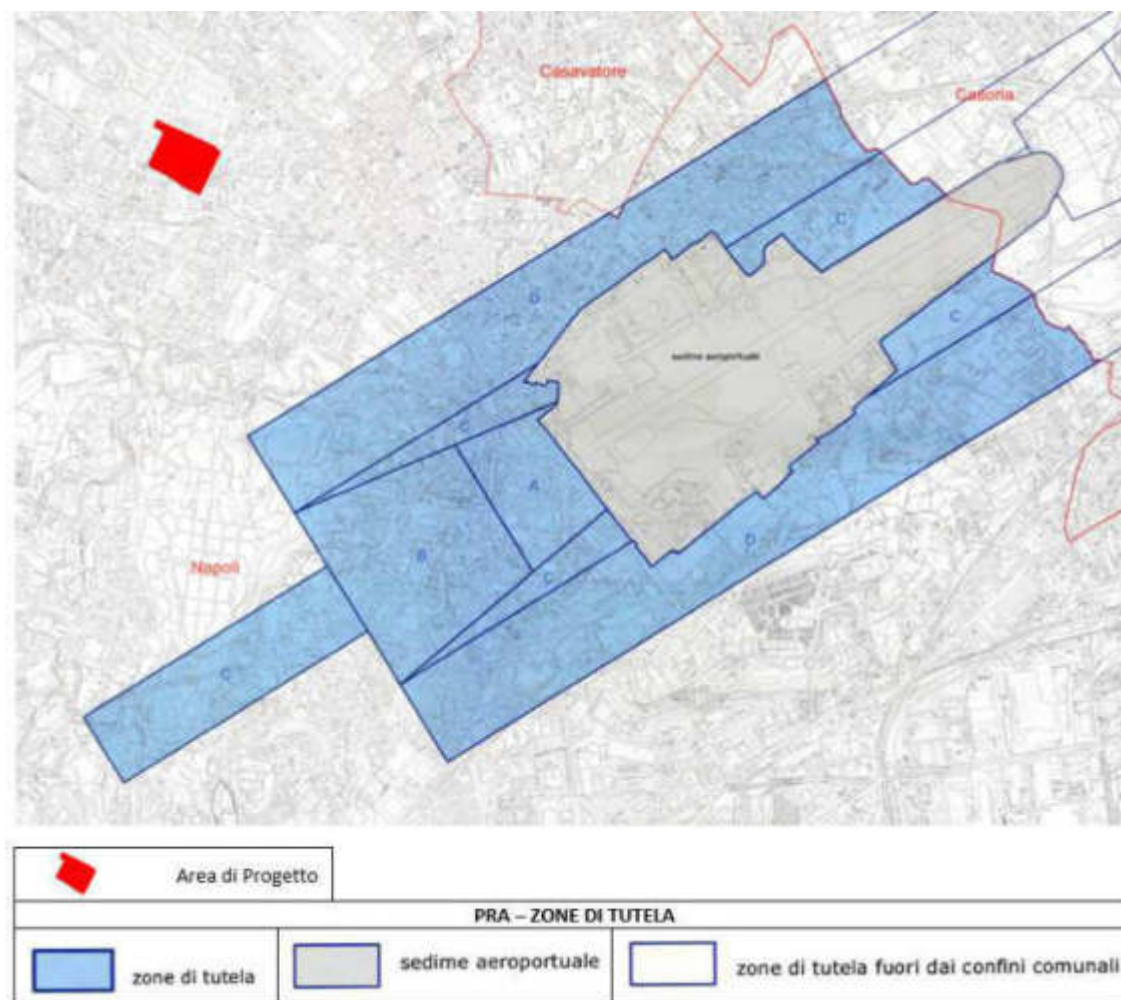 Casavatore
Casoria
C
D
sedime aeroportuale
C
C
A
B
C
D
Napoli
C
Area di Progetto
PRA – ZONE DI TUTELA
zone di tutela
sedime aeroportuale
zone di tutela fuori dai confini comunali